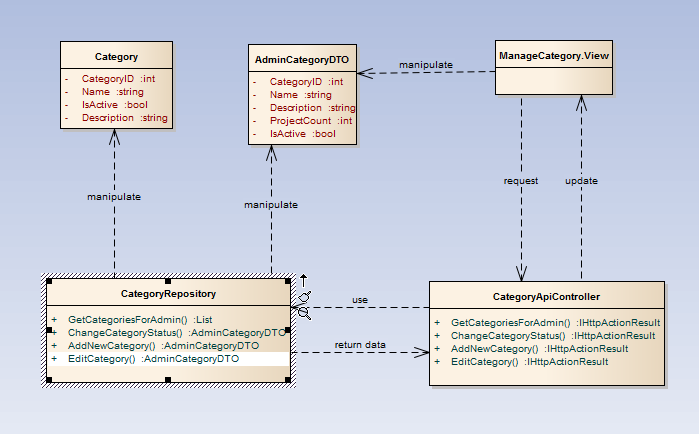 Category
- CategoryID :int
- Name :string
- IsActive :bool
- Description :string
AdminCategoryDTO
- CategoryID :int
- Name :string
- Description :string
- ProjectCount :int
- IsActive :bool
manipulate
ManageCategory.View
manipulate
manipulate
request
update
CategoryRepository
+ GetCategoriesForAdmin() :List
+ ChangeCategoryStatus() :AdminCategoryDTO
+ AddNewCategory() :AdminCategoryDTO
+ EditCategory() :AdminCategoryDTO
use
return data
CategoryApiController
+ GetCategoriesForAdmin() :IHttpActionResult
+ ChangeCategoryStatus() :IHttpActionResult
+ AddNewCategory() :IHttpActionResult
+ EditCategory() :IHttpActionResult